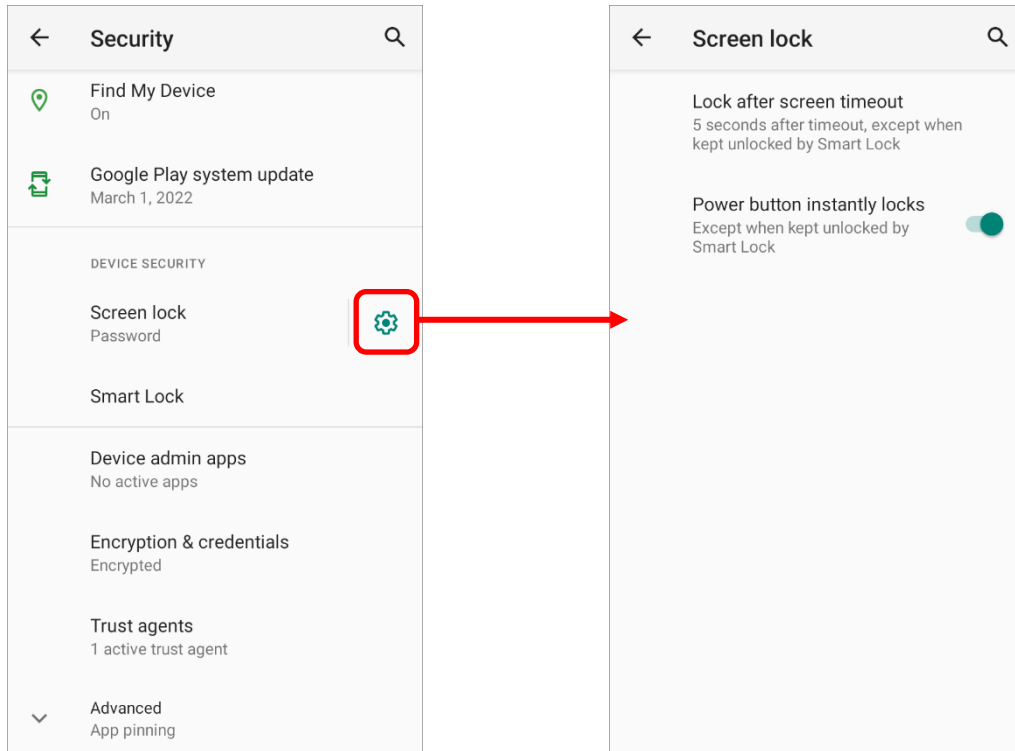 Security
Find My Device
On
Google Play system update
March 1, 2022
DEVICE SECURITY
Screen lock
Password
Smart Lock
Device admin apps
No active apps
Encryption & credentials
Encrypted
Trust agents
1 active trust agent
Advanced
App pinning
Screen lock
Lock after screen timeout
5 seconds after timeout, except when
kept unlocked by Smart Lock
Power button instantly locks
Except when kept unlocked by
Smart Lock